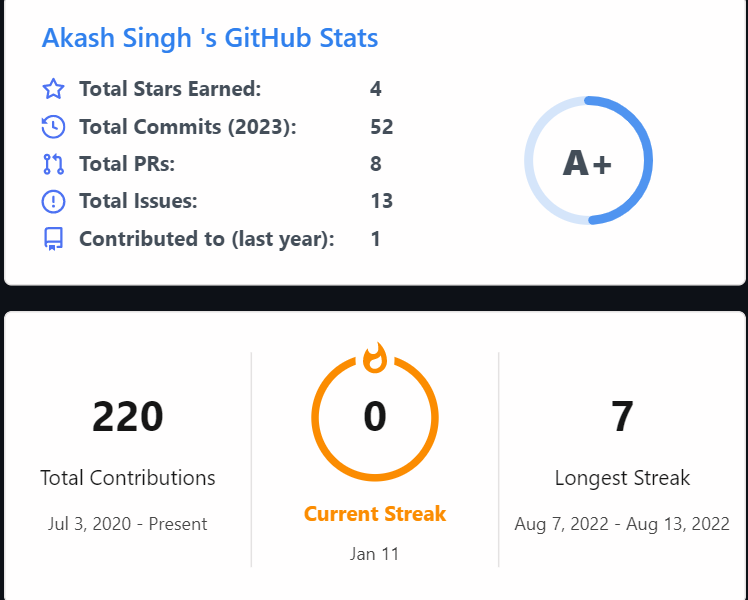 Akash Singh 's GitHub Stats
Total Stars Earned: 4
Total Commits (2023): 52
Total PRs: 8
Total Issues: 13
Contributed to (last year): 1
A+
220
Total Contributions
Jul 3, 2020 - Present
0
Current Streak
Jan 11
7
Longest Streak
Aug 7, 2022 - Aug 13, 2022